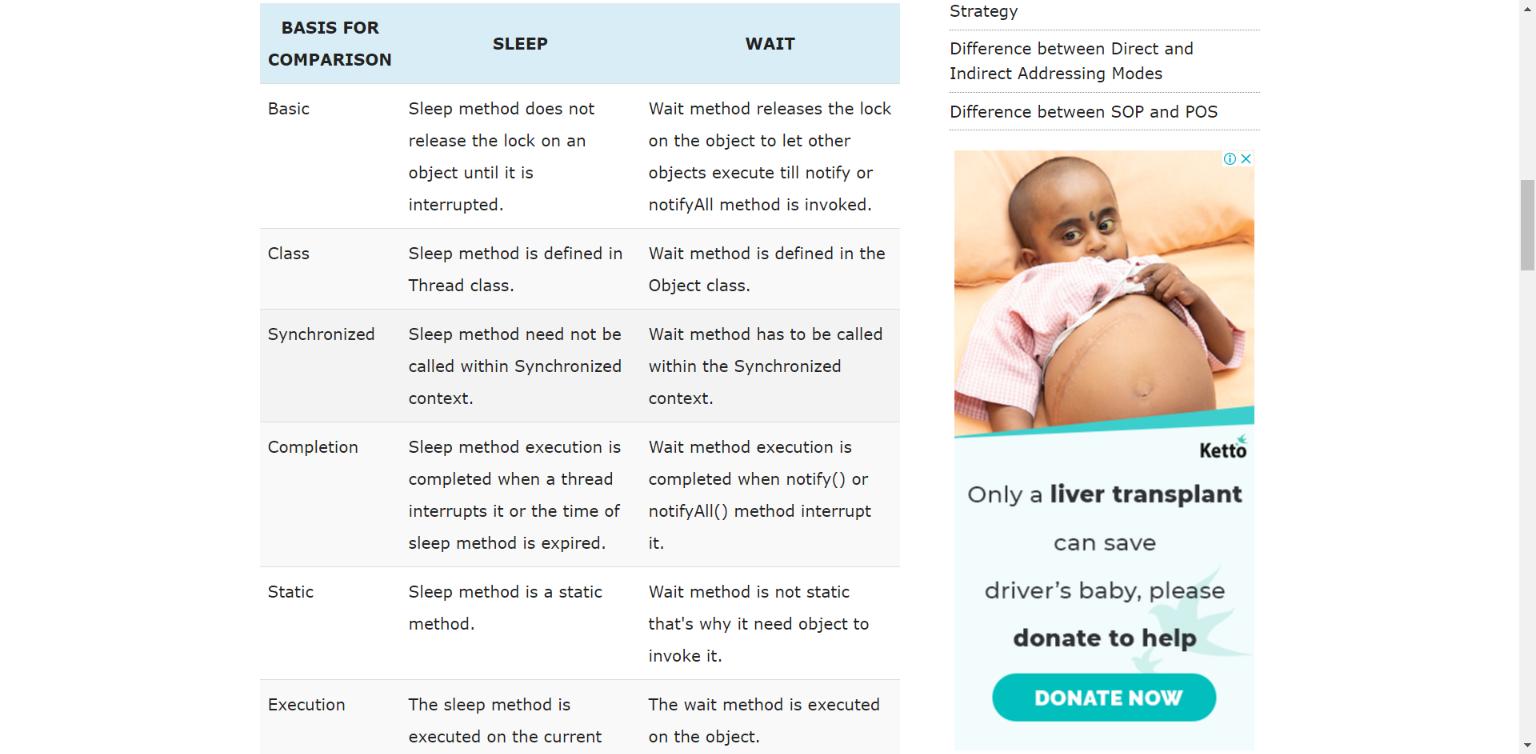 BASIS FOR
COMPARISON
SLEEP
WAIT
Basic
Sleep method does not
release the lock on an
object until it is
interrupted.
Wait method releases the lock
on the object to let other
objects execute till notify or
notifyAll method is invoked.
Class
Sleep method is defined in
Thread class.
Wait method is defined in the
Object class.
Synchronized
Sleep method need not be
called within Synchronized
context.
Wait method has to be called
within the Synchronized
context.
Completion
Sleep method execution is
completed when a thread
interrupts it or the time of
sleep method is expired.
Wait method execution is
completed when notify() or
notifyAll() method interrupt
it.
Static
Sleep method is a static
method.
Wait method is not static
that's why it need object to
invoke it.
Execution
The sleep method is
executed on the current
The wait method is executed
on the object.
Strategy
Difference between Direct and
Indirect Addressing Modes
Difference between SOP and POS
Ketto
Only a liver transplant
can save
driver’s baby, please
donate to help
DONATE NOW